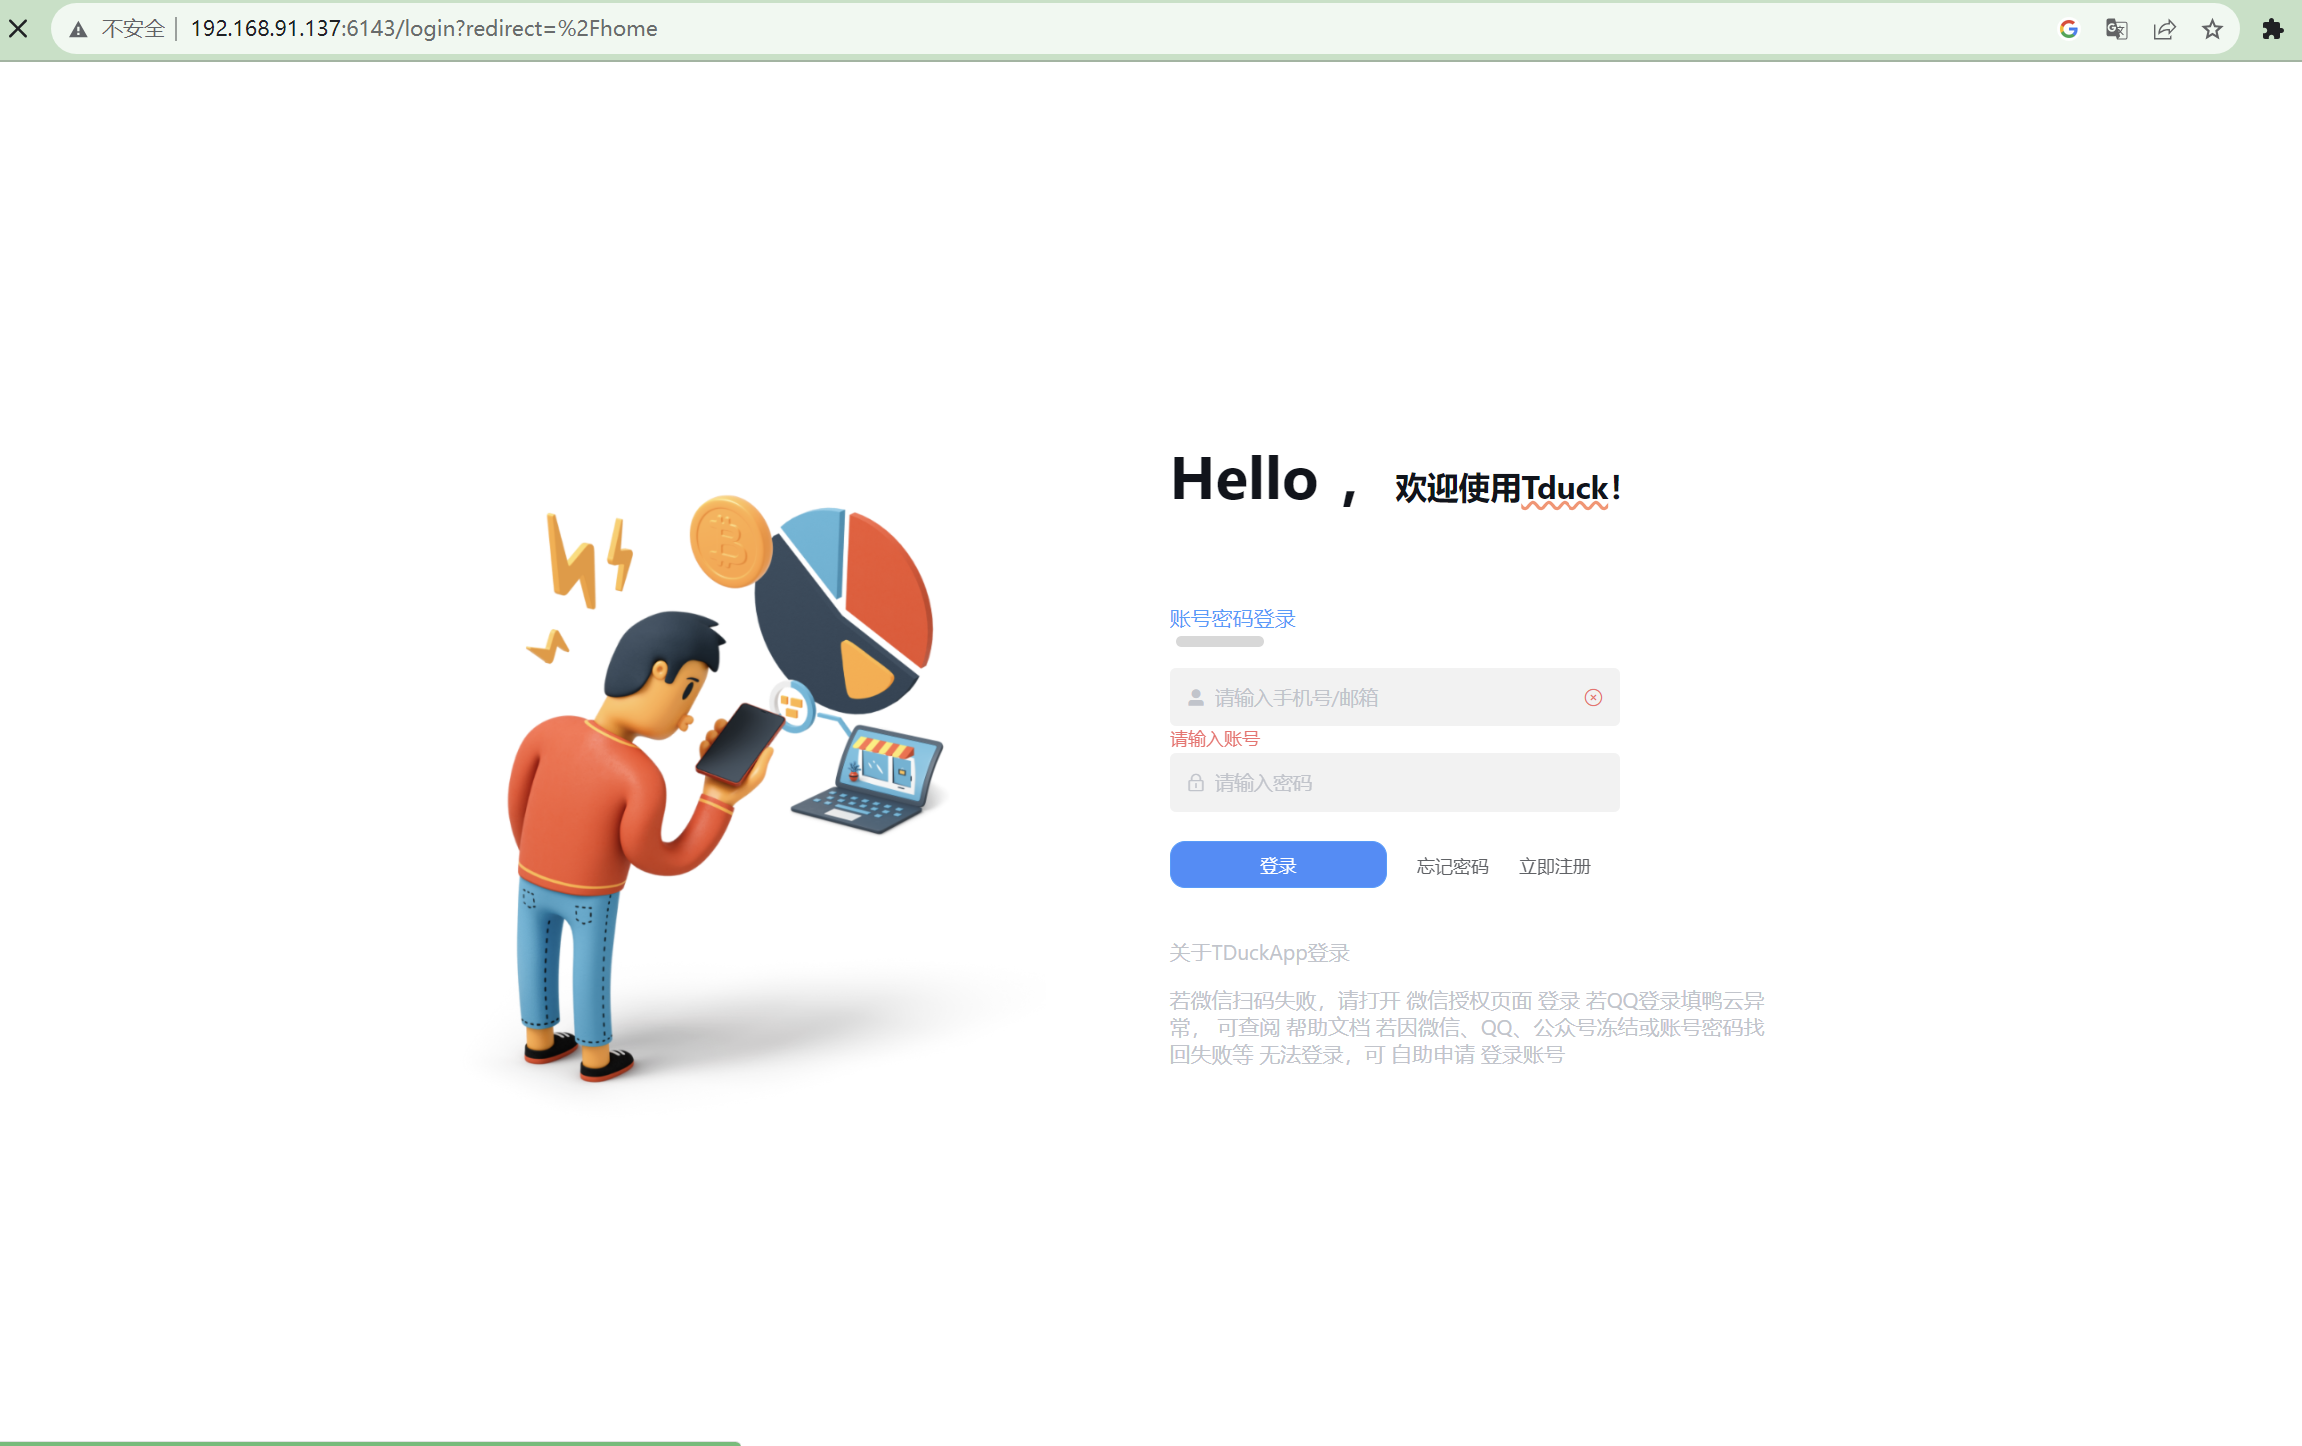 不安全 192.168.91.137:6143/login?redirect=%2Fhome
Hello ， 欢迎使用Tduck！
账号密码登录
请输入手机号/邮箱
请输入账号
请输入密码
登录 忘记密码 立即注册
关于TDuckApp登录
若微信扫码失败，请打开 微信授权页面 登录 若QQ登录填鸭云异
常， 可查阅 帮助文档 若因微信、QQ、公众号冻结或账号密码找
回失败等 无法登录，可 自助申请 登录账号